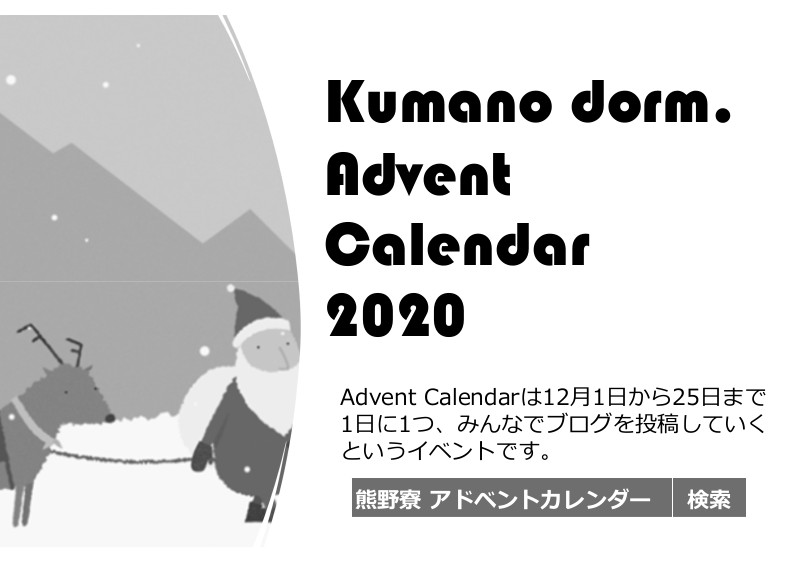 Kumano dorm.
Advent
Calendar
2020
Advent Calendarは12月1日から25日まで
1日に1つ、みんなでブログを投稿していく
というイベントです。
熊野寮 アドベントカレンダー 検索